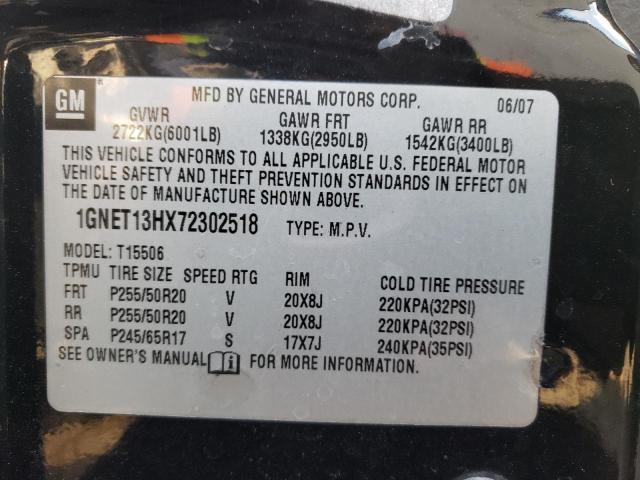 GM
MFD BY GENERAL MOTORS CORP. 06/07
GVWR GAWR FRT GAWR RR
2722KG(6001LB) 1338KG(2950LB) 1542KG(3400LB)
THIS VEHICLE CONFORMS TO ALL APPLICABLE U.S. FEDERAL MOTOR
VEHICLE SAFETY AND THEFT PREVENTION STANDARDS IN EFFECT ON
THE DATE OF MANUFACTURE SHOWN ABOVE.
1GNET13HX72302518 TYPE: M.P.V.
MODEL: T15506
TPMU TIRE SIZE SPEED RTG RIM COLD TIRE PRESSURE
FRT P255/50R20 V 20X8J 220KPA(32PSI)
RR P255/50R20 V 20X8J 220KPA(32PSI)
SPA P245/65R17 S 17X7J 240KPA(35PSI)
SEE OWNER'S MANUAL FOR MORE INFORMATION.